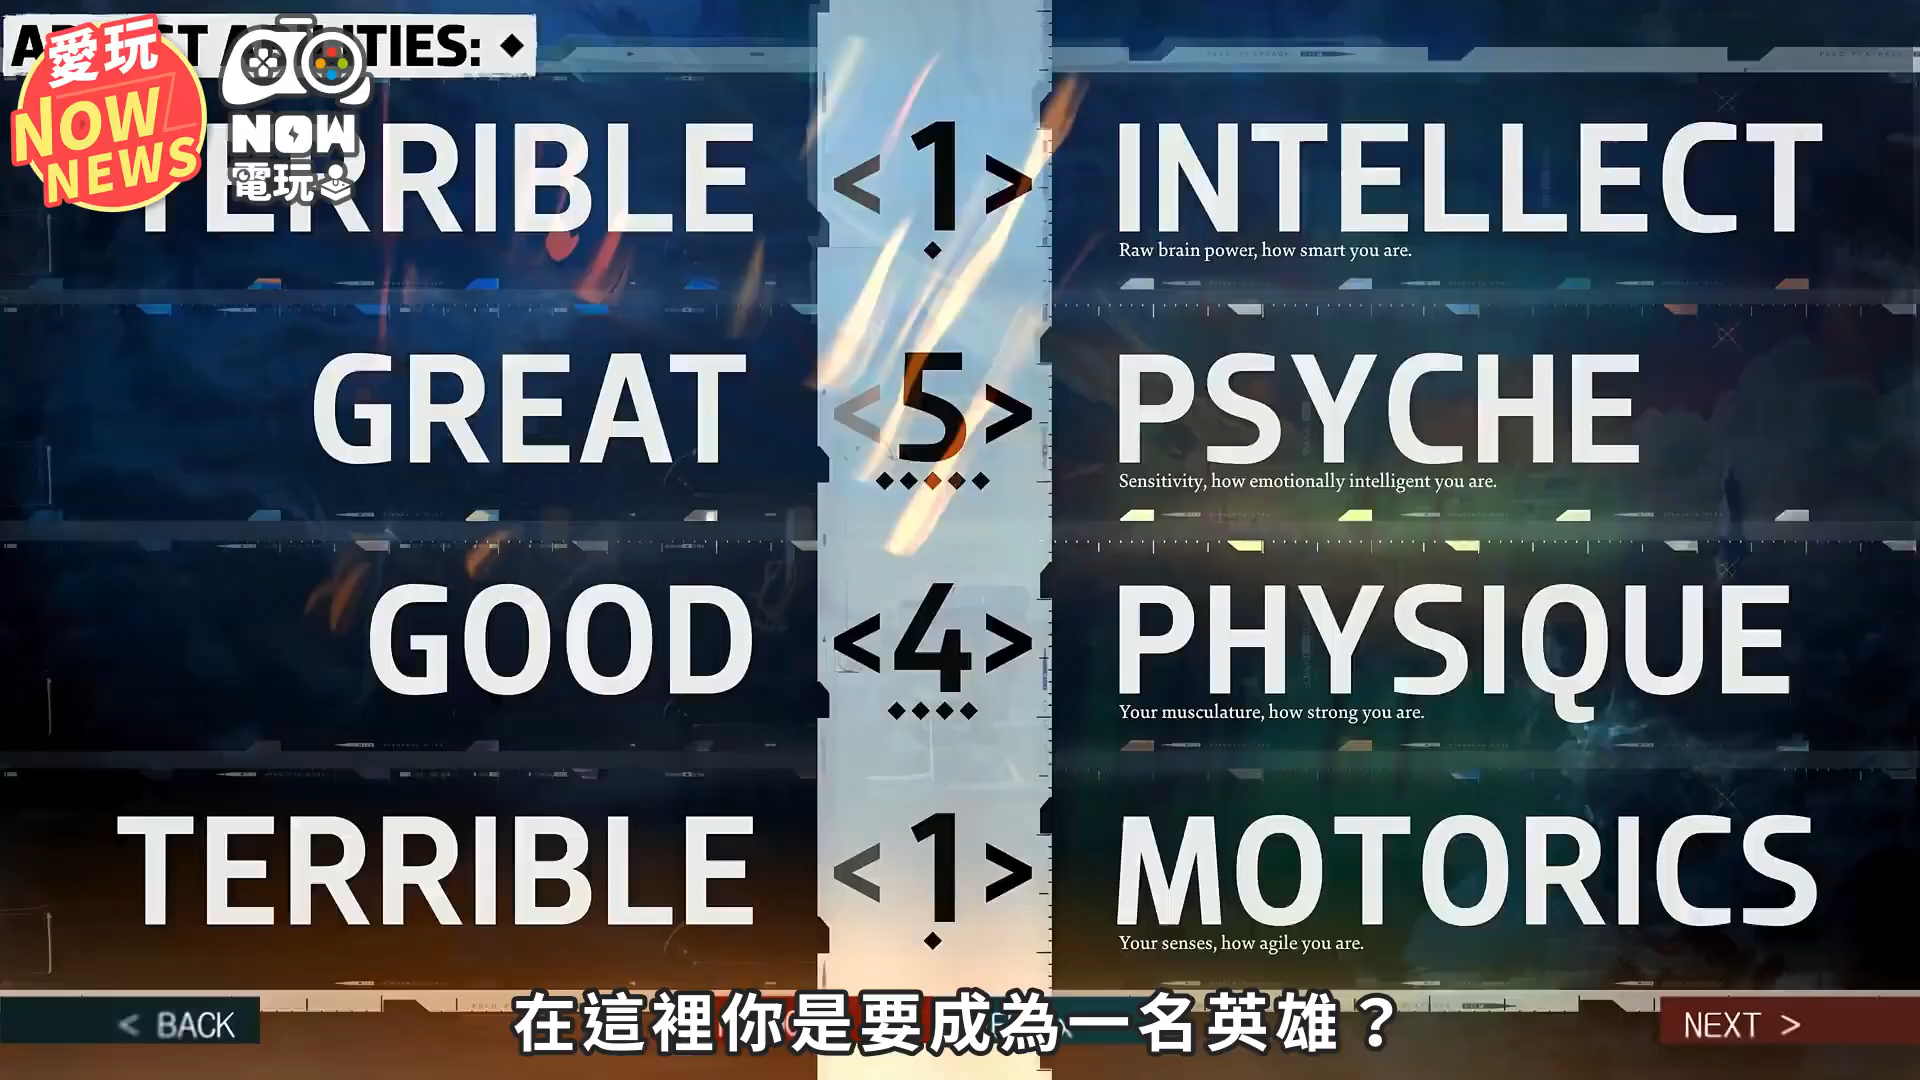 TIES:
愛玩
NOW
NEWS
NOW
電玩
TERRIBLE
<1>
INTELLECT
Raw brain power, how smart you are.
GREAT
<5>
PSYCHE
Sensitivity, how emotionally intelligent you are.
GOOD
<4>
PHYSIQUE
Your musculature, how strong you are.
TERRIBLE
<1>
MOTORICS
Your senses, how agile you are.
< BACK
在這裡你是要成為一名英雄？
NEXT >